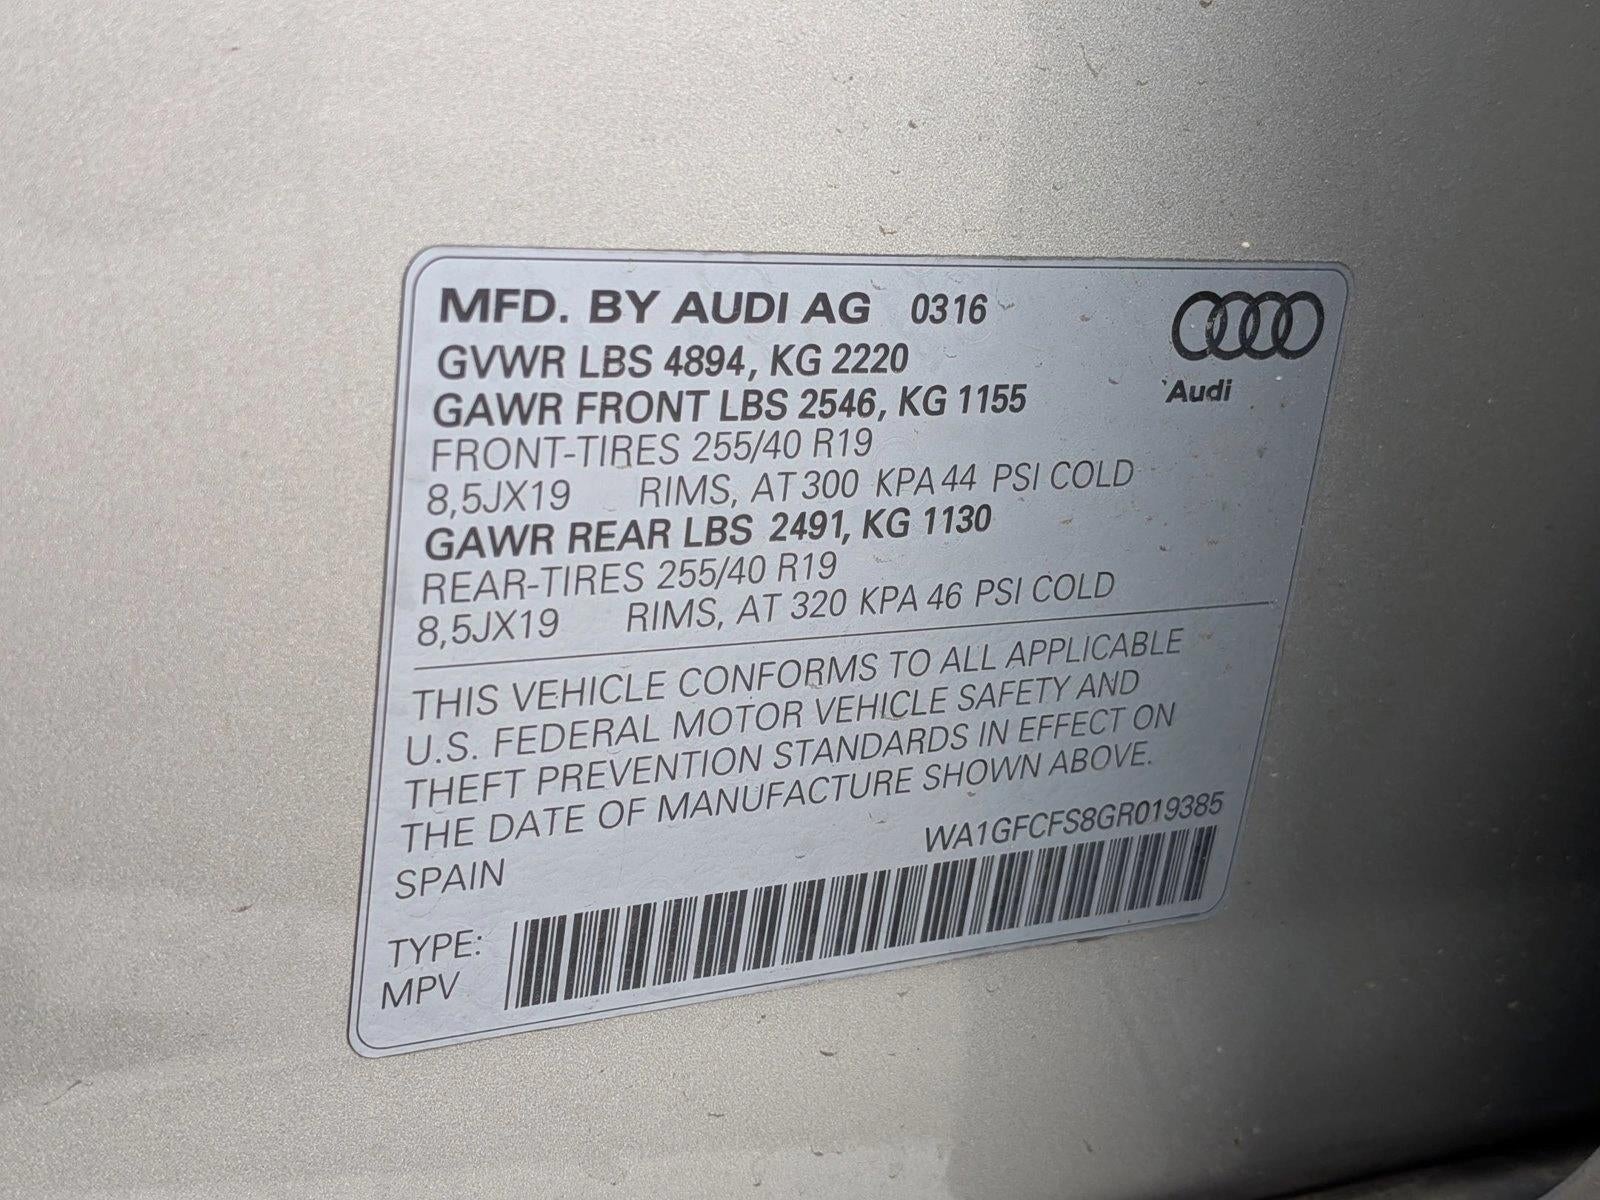 MFD. BY AUDI AG 0316
GVWR LBS 4894, KG 2220
GAWR FRONT LBS 2546, KG 1155
FRONT-TIRES 255/40 R19
8,5JX19 RIMS, AT 300 KPA 44 PSI COLD
GAWR REAR LBS 2491, KG 1130
REAR-TIRES 255/40 R19
8,5JX19 RIMS, AT 320 KPA 46 PSI COLD
Audi
THIS VEHICLE CONFORMS TO ALL APPLICABLE
U.S. FEDERAL MOTOR VEHICLE SAFETY AND
THEFT PREVENTION STANDARDS IN EFFECT ON
THE DATE OF MANUFACTURE SHOWN ABOVE.
WA1GFCFS8GR019385
SPAIN
TYPE:
MPV